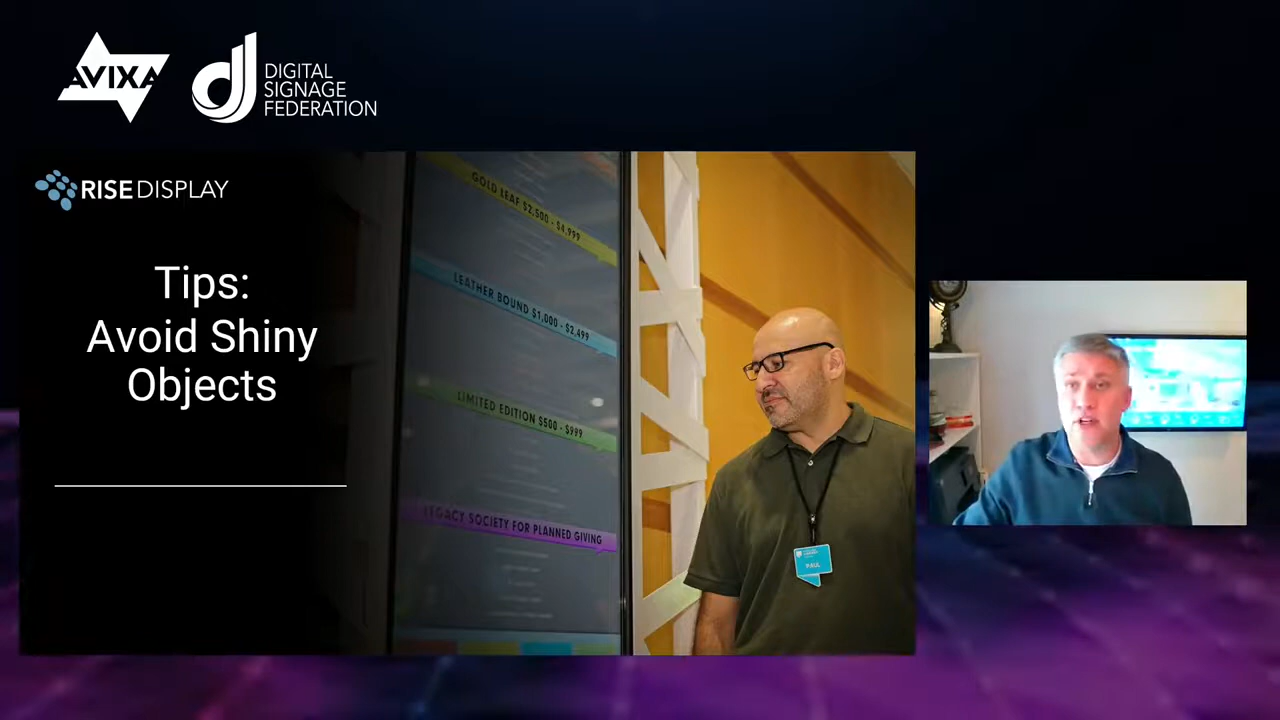 AVIXA
DIGITAL
SIGNAGE
FEDERATION
RISE DISPLAY
Tips:
Avoid Shiny
Objects
GOLD LEAF $2,500 - $4,999
LEATHER BOUND $1,000 - $2,499
LIMITED EDITION $500 - $999
LEGACY SOCIETY FOR PLANNED GIVING
PAUL